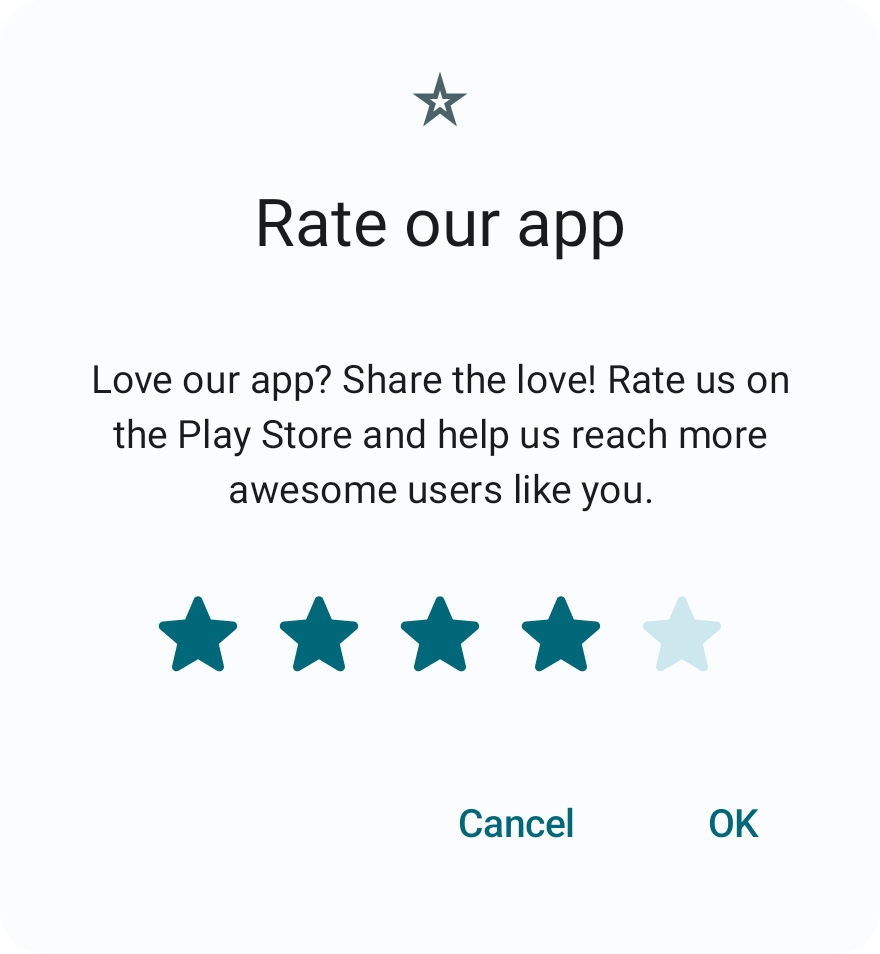 Rate our app
Love our app? Share the love! Rate us on
the Play Store and help us reach more
awesome users like you.
Cancel OK